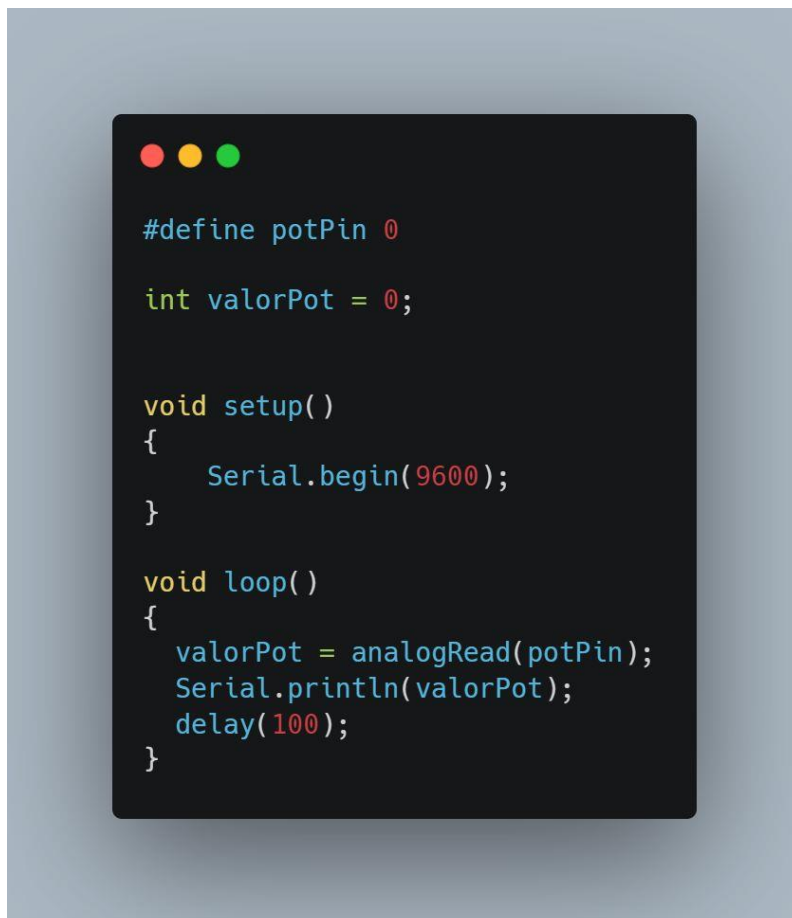 #define potPin 0
int valorPot = 0;
void setup()
{
    Serial.begin(9600);
}
void loop()
{
  valorPot = analogRead(potPin);
  Serial.println(valorPot);
  delay(100);
}